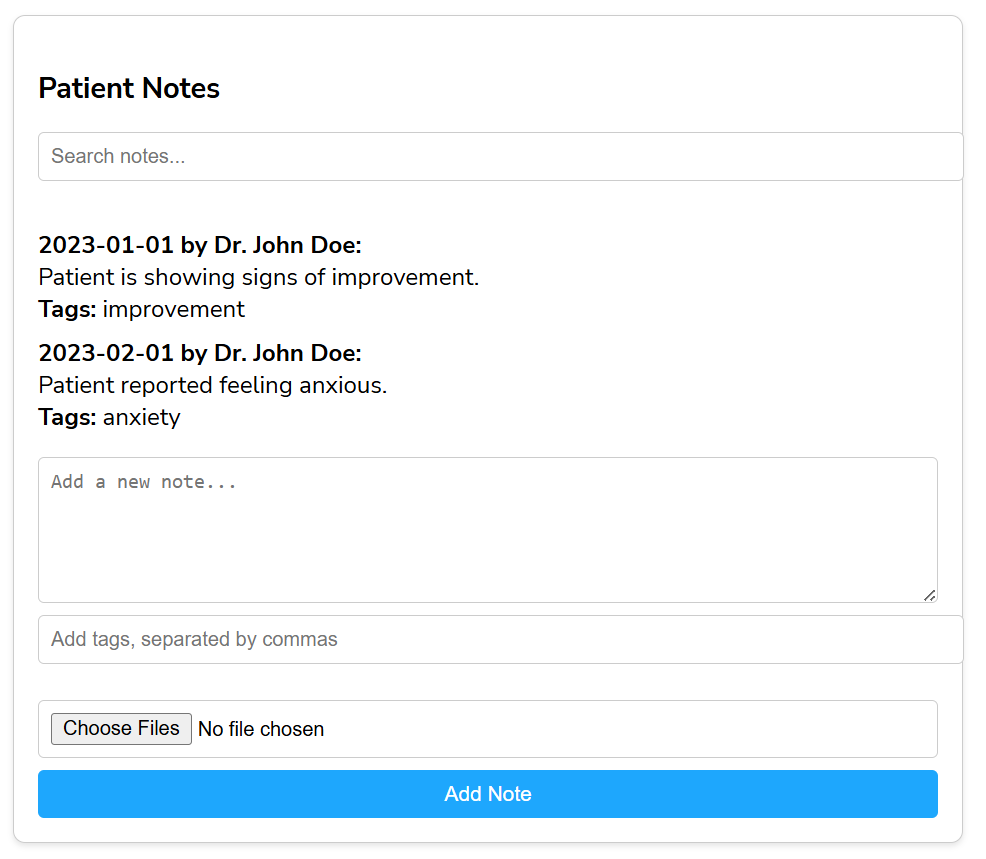 Patient Notes
Search notes...
2023-01-01 by Dr. John Doe:
Patient is showing signs of improvement.
Tags: improvement
2023-02-01 by Dr. John Doe:
Patient reported feeling anxious.
Tags: anxiety
Add a new note...
Add tags, separated by commas
Choose Files No file chosen
Add Note